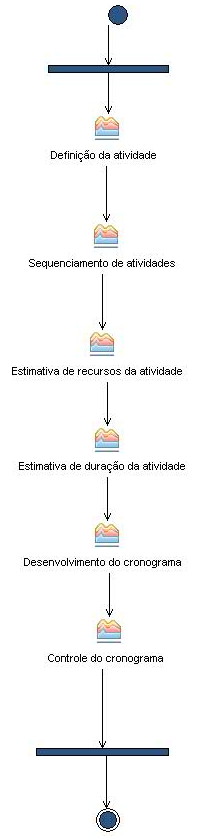 Definição da atividade
Sequenciamento de atividades
Estimativa de recursos da atividade
Estimativa de duração da atividade
Desenvolvimento do cronograma
Controle do cronograma